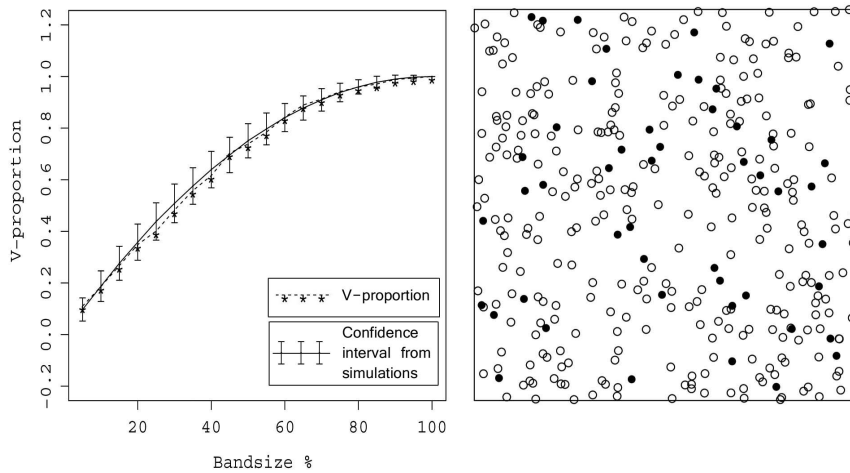 V-proportion
1.2
1.0
0.8
0.6
0.4
0.2
0.0
-0.2
V-proportion
Confidence
interval from
simulations
20 40 60 80 100
Bandsize %